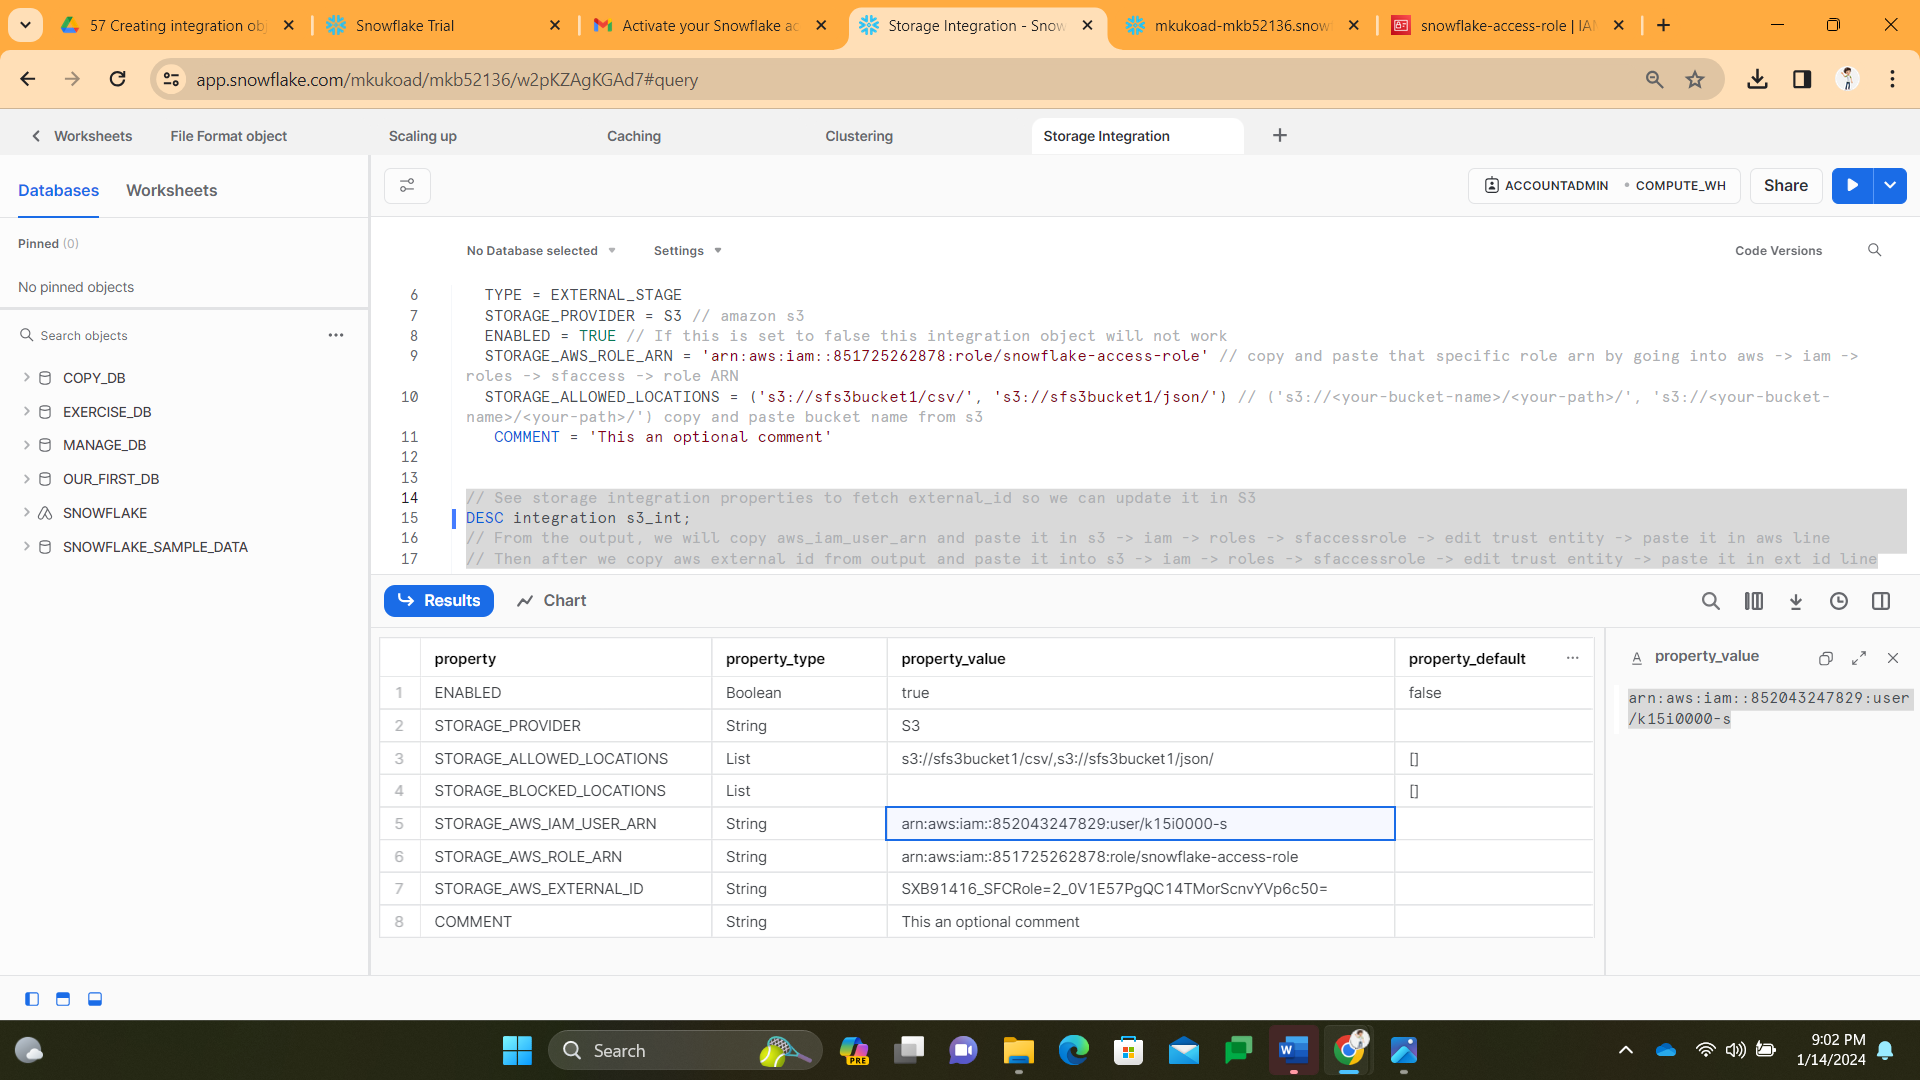 57 Creating integration obj
Snowflake Trial
Activate your Snowflake ac
Storage Integration - Snow
mkukoad-mkb52136.snowf
snowflake-access-role | IAM
app.snowflake.com/mkukoad/mkb52136/w2pKZAgKGAd7#query
Worksheets
File Format object
Scaling up
Caching
Clustering
Storage Integration
Databases
Worksheets
ACCOUNTADMIN
COMPUTE_WH
Share
Pinned (0)
No pinned objects
Search objects
COPY_DB
EXERCISE_DB
MANAGE_DB
OUR_FIRST_DB
SNOWFLAKE
SNOWFLAKE_SAMPLE_DATA
No Database selected
Settings
Code Versions
6 TYPE = EXTERNAL_STAGE
7 STORAGE_PROVIDER = S3 // amazon s3
8 ENABLED = TRUE // If this is set to false this integration object will not work
9 STORAGE_AWS_ROLE_ARN = 'arn:aws:iam::851725262878:role/snowflake-access-role' // copy and paste that specific role arn by going into aws -> iam ->
roles -> sfaccess -> role ARN
10 STORAGE_ALLOWED_LOCATIONS = ('s3://sfs3bucket1/csv/', 's3://sfs3bucket1/json/') // ('s3://<your-bucket-name>/<your-path>/', 's3://<your-bucket-
name>/<your-path>/') copy and paste bucket name from s3
11 COMMENT = 'This an optional comment'
12
13
14 // See storage integration properties to fetch external_id so we can update it in S3
15 DESC integration s3_int;
16 // From the output, we will copy aws_iam_user_arn and paste it in s3 -> iam -> roles -> sfaccessrole -> edit trust entity -> paste it in aws line
17 // Then after we copy aws external id from output and paste it into s3 -> iam -> roles -> sfaccessrole -> edit trust entity -> paste it in ext id line
Results
Chart
property property_type property_value property_default ...
1 ENABLED Boolean true false
2 STORAGE_PROVIDER String S3
3 STORAGE_ALLOWED_LOCATIONS List s3://sfs3bucket1/csv/,s3://sfs3bucket1/json/ []
4 STORAGE_BLOCKED_LOCATIONS List []
5 STORAGE_AWS_IAM_USER_ARN String arn:aws:iam::852043247829:user/k15i0000-s
6 STORAGE_AWS_ROLE_ARN String arn:aws:iam::851725262878:role/snowflake-access-role
7 STORAGE_AWS_EXTERNAL_ID String SXB91416_SFCRole=2_0V1E57PgQC14TMorScnvYVp6c50=
8 COMMENT String This an optional comment
A property_value
arn:aws:iam::852043247829:user
/k15i0000-s
Search
PRE
9:02 PM
1/14/2024